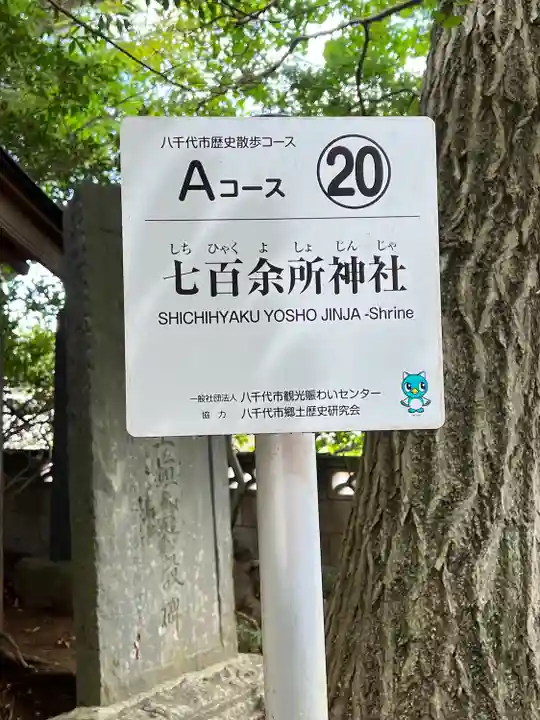 八千代市歴史散歩コース
Aコース ⑳
しち ひゃく よ しょ じん じゃ
七百余所神社
SHICHIHYAKU YOSHO JINJA -Shrine
一般社団法人 八千代市観光賑わいセンター
協 力 八千代市郷土歴史研究会